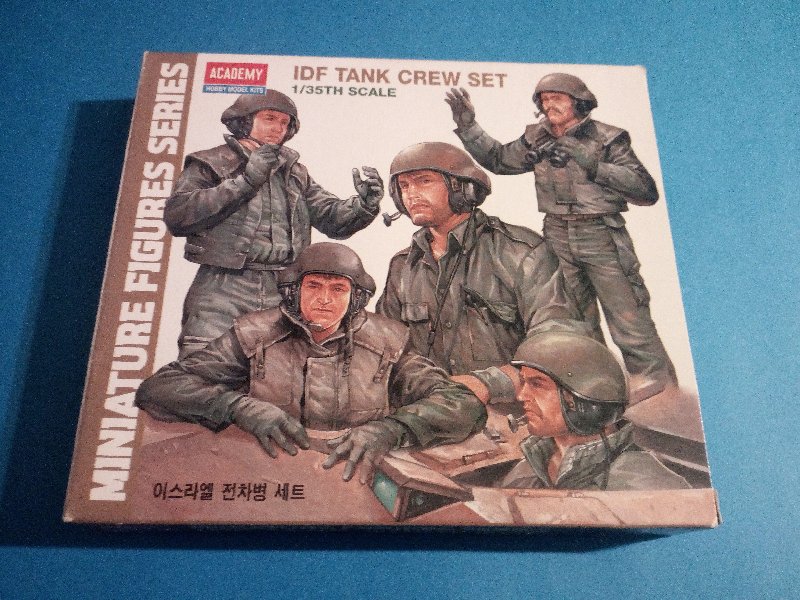 MINIATURE FIGURES SERIES
ACADEMY
HOBBY MODEL KITS
IDF TANK CREW SET
1/35TH SCALE
이스라엘 전차병 세트